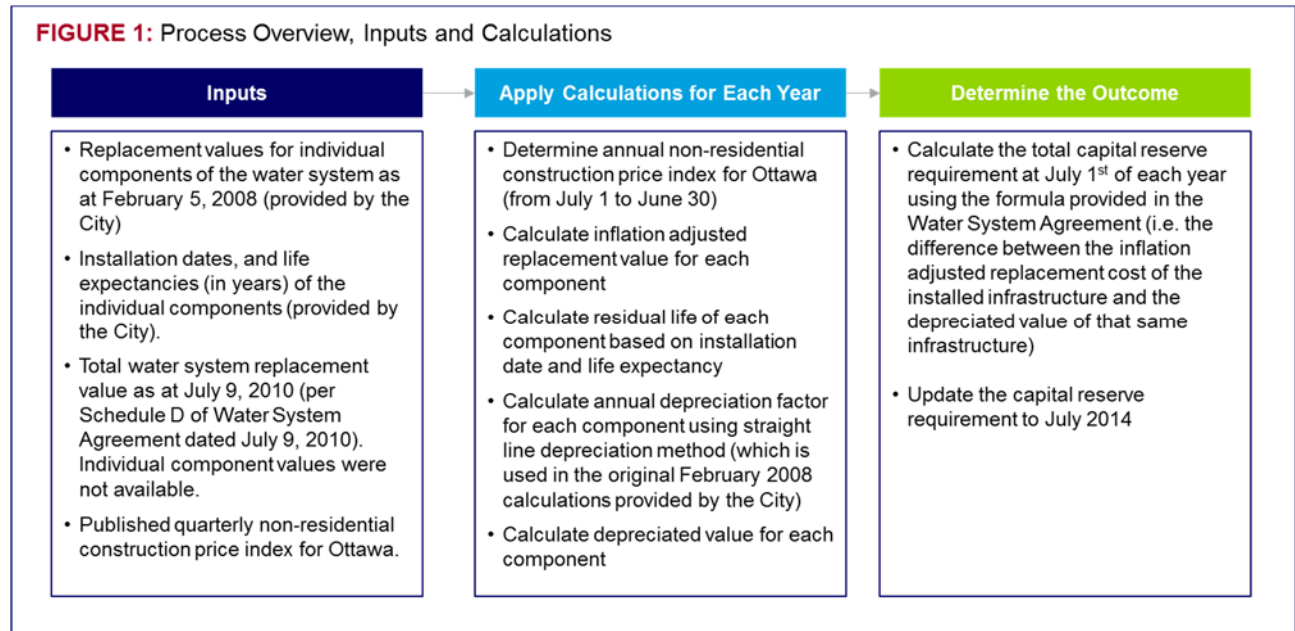 FIGURE 1: Process Overview, Inputs and Calculations
Inputs
• Replacement values for individual
components of the water system as
at February 5, 2008 (provided by the
City)
• Installation dates, and life
expectancies (in years) of the
individual components (provided by
the City).
• Total water system replacement
value as at July 9, 2010 (per
Schedule D of Water System
Agreement dated July 9, 2010).
Individual component values were
not available.
• Published quarterly non-residential
construction price index for Ottawa.
Apply Calculations for Each Year
• Determine annual non-residential
construction price index for Ottawa
(from July 1 to June 30)
• Calculate inflation adjusted
replacement value for each
component
• Calculate residual life of each
component based on installation
date and life expectancy
• Calculate annual depreciation factor
for each component using straight
line depreciation method (which is
used in the original February 2008
calculations provided by the City)
• Calculate depreciated value for each
component
Determine the Outcome
• Calculate the total capital reserve
requirement at July 1st of each year
using the formula provided in the
Water System Agreement (i.e. the
difference between the inflation
adjusted replacement cost of the
installed infrastructure and the
depreciated value of that same
infrastructure)
• Update the capital reserve
requirement to July 2014